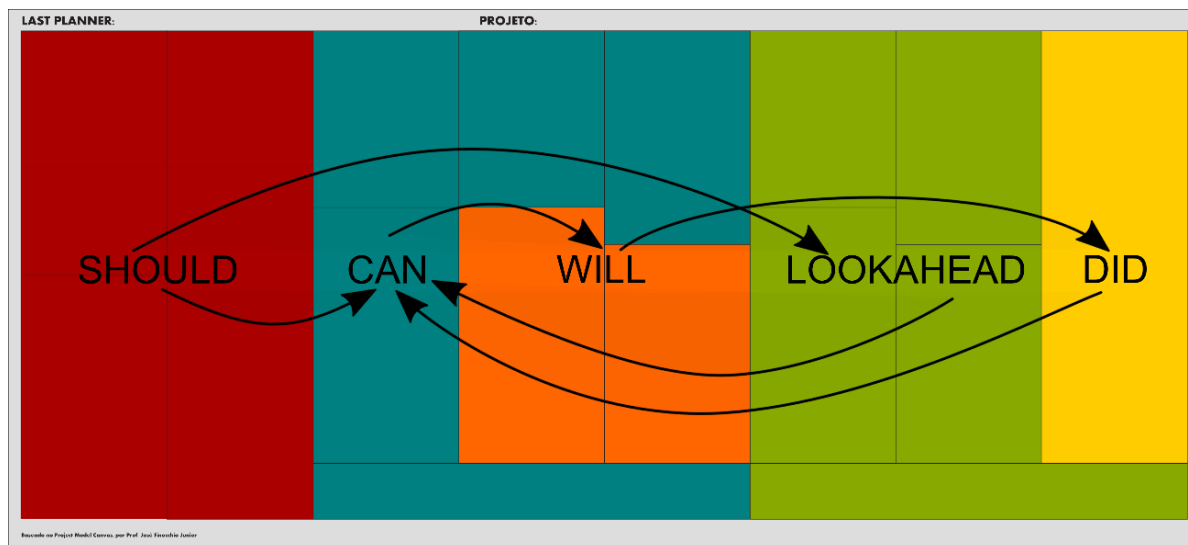 LAST PLANNER: PROJETO:
SHOULD CAN WILL LOOKAHEAD DID
Baseado no Project Model Canvas, por Prof. José Finocchio Junior